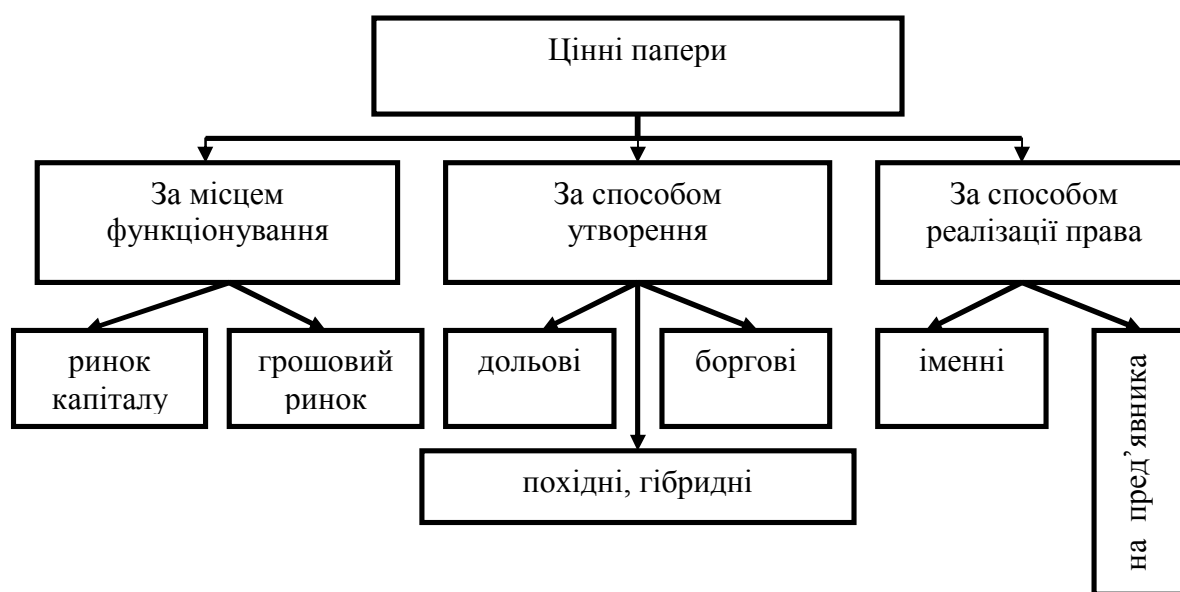 Цінні папери
За місцем
функціонування
За способом
утворення
За способом
реалізації права
ринок
капіталу
грошовий
ринок
дольові
боргові
іменні
на пред’явника
похідні, гібридні